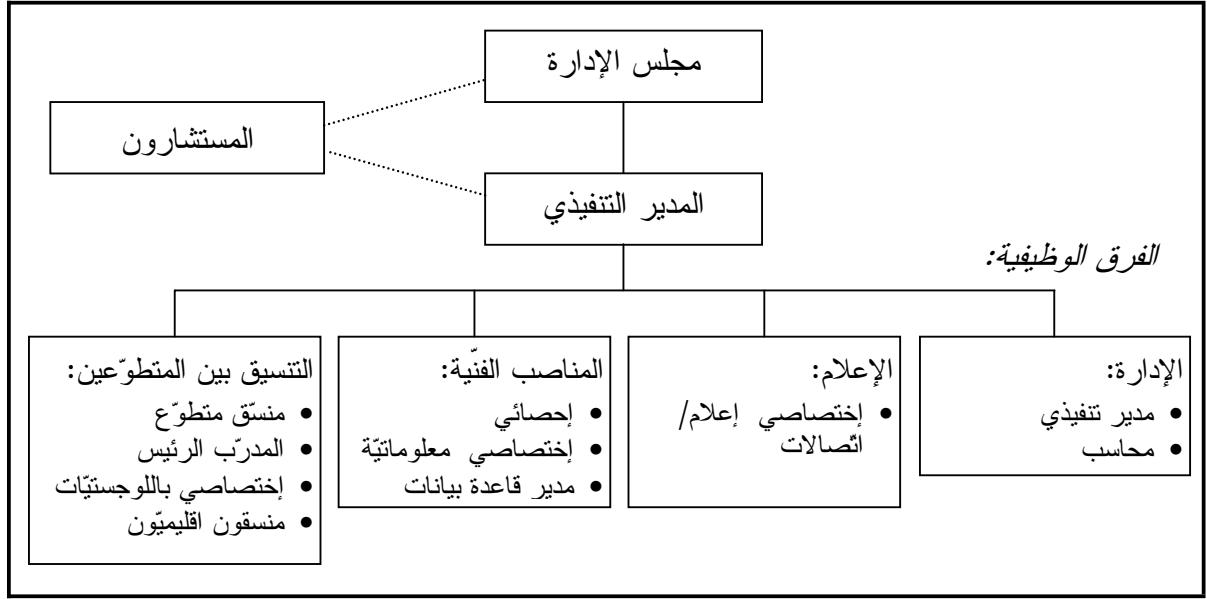 مجلس الإدارة
المستشارون
المدير التنفيذي
الفرق الوظيفية:
الإدارة:
• مدير تنفيذي
• محاسب
الإعلام:
• إختصاصي إعلام/
اتّصالات
المناصب الفنّية:
• إحصائي
• إختصاصي معلوماتيّة
• مدير قاعدة بيانات
التنسيق بين المتطوّعين:
• منسّق متطوّع
• المدرّب الرئيس
• إختصاصي باللوجستيّات
• منسقون اقليميّون